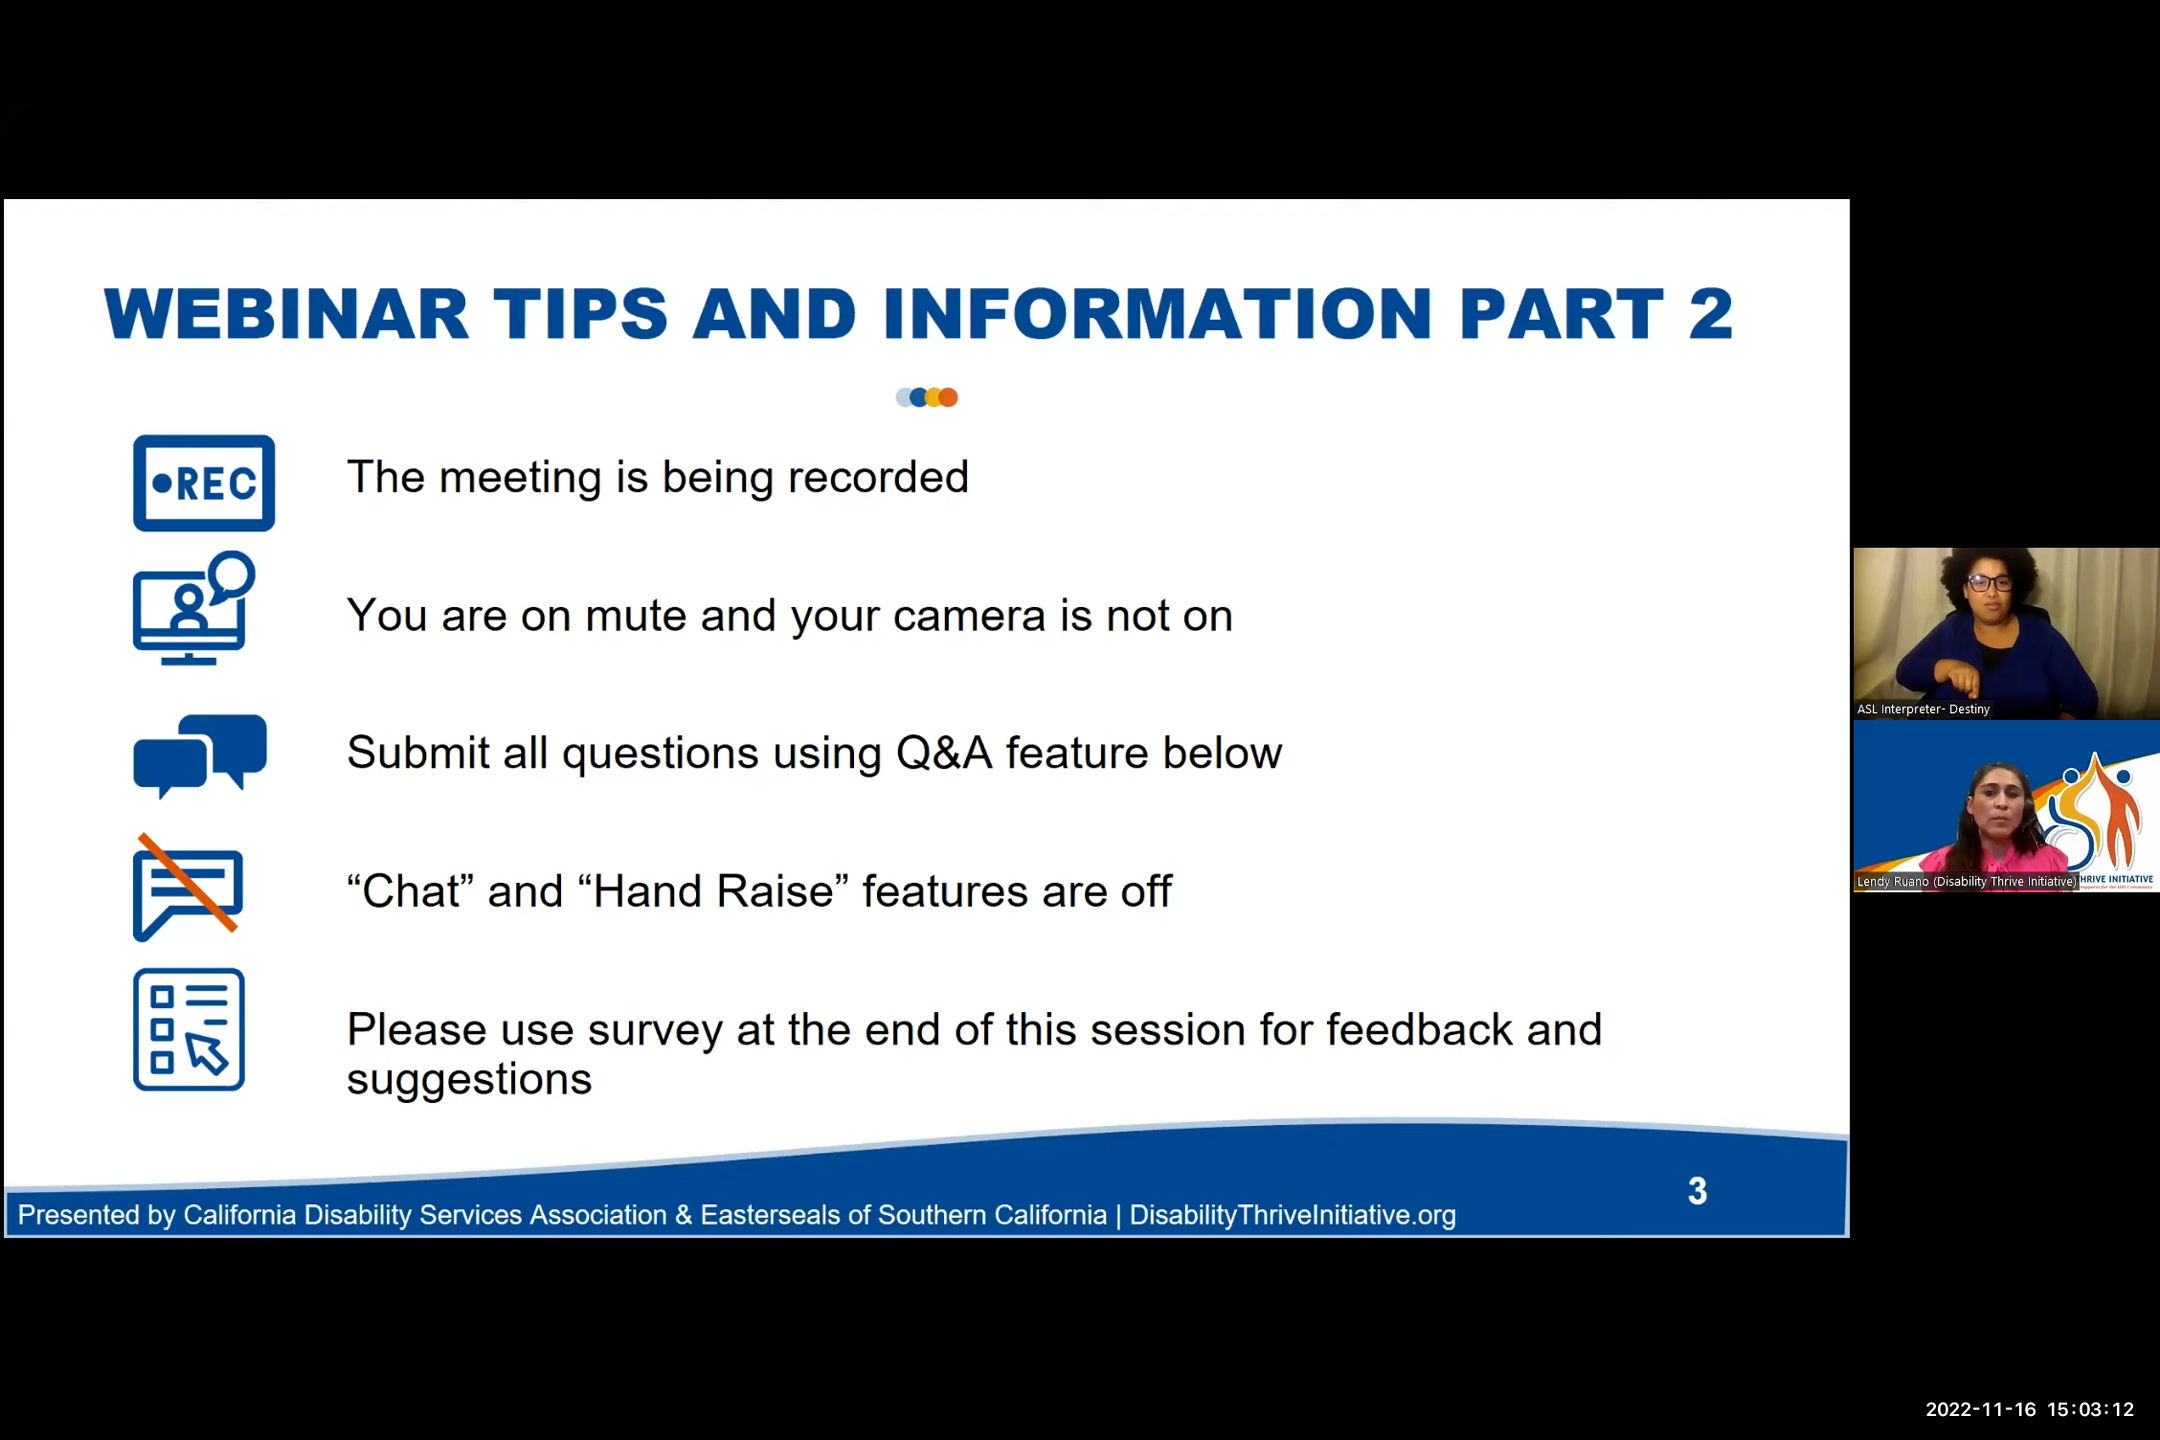 WEBINAR TIPS AND INFORMATION PART 2
REC
The meeting is being recorded
You are on mute and your camera is not on
Submit all questions using Q&A feature below
“Chat” and “Hand Raise” features are off
Please use survey at the end of this session for feedback and
suggestions
3
Presented by California Disability Services Association & Easterseals of Southern California | DisabilityThriveInitiative.org
ASL Interpreter- Destiny
THRIVE INITIATIVE
Lendy Ruano (Disability Thrive Initiative)
2022-11-16 15:03:12